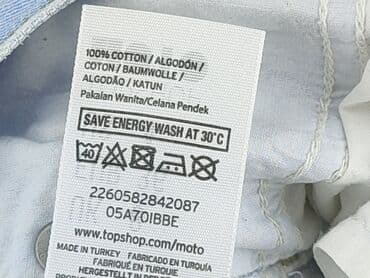 100% COTTON / ALGODÓN /
COTON / BAUMWOLLE /
ALGODÃO / KATUN
Pakaian Wanita/Celana Pendek
SAVE ENERGY WASH AT 30°C
40
2260582842087
05A70IBBE
www.topshop.com/moto
MADE IN TURKEY FABRICADO EN TURQUÍA
FABRIQUÉ EN TURQUIE
HERGESTELLT IN DER